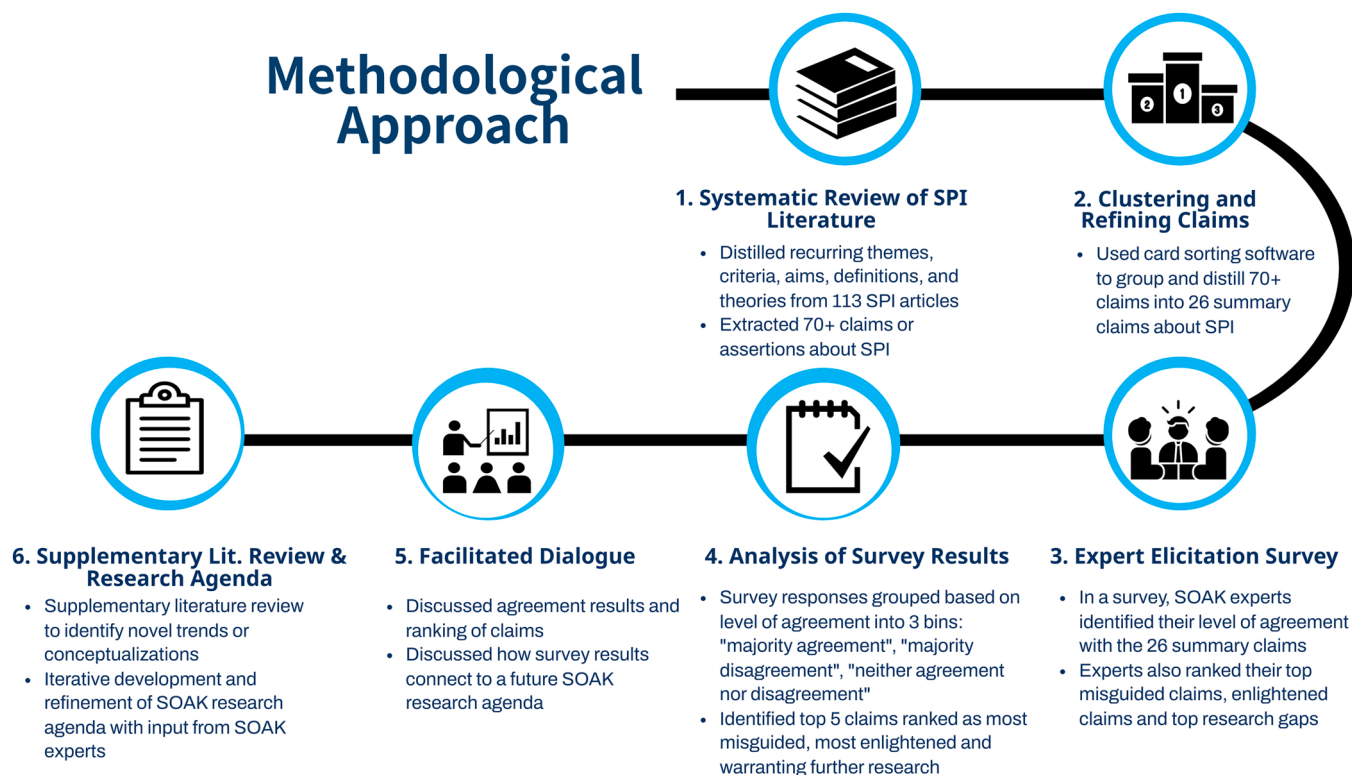 Methodological
Approach
2
1
3
1. Systematic Review of SPI
Literature
• Distilled recurring themes,
criteria, aims, definitions, and
theories from 113 SPI articles
• Extracted 70+ claims or
assertions about SPI
2. Clustering and
Refining Claims
• Used card sorting software
to group and distill 70+
claims into 26 summary
claims about SPI
3. Expert Elicitation Survey
• In a survey, SOAK experts
identified their level of agreement
with the 26 summary claims
• Experts also ranked their top
misguided claims, enlightened
claims and top research gaps
4. Analysis of Survey Results
• Survey responses grouped based on
level of agreement into 3 bins:
"majority agreement", "majority
disagreement", "neither agreement
nor disagreement"
• Identified top 5 claims ranked as most
misguided, most enlightened and
warranting further research
5. Facilitated Dialogue
• Discussed agreement results and
ranking of claims
• Discussed how survey results
connect to a future SOAK
research agenda
6. Supplementary Lit. Review &
Research Agenda
• Supplementary literature review
to identify novel trends or
conceptualizations
• Iterative development and
refinement of SOAK research
agenda with input from SOAK
experts